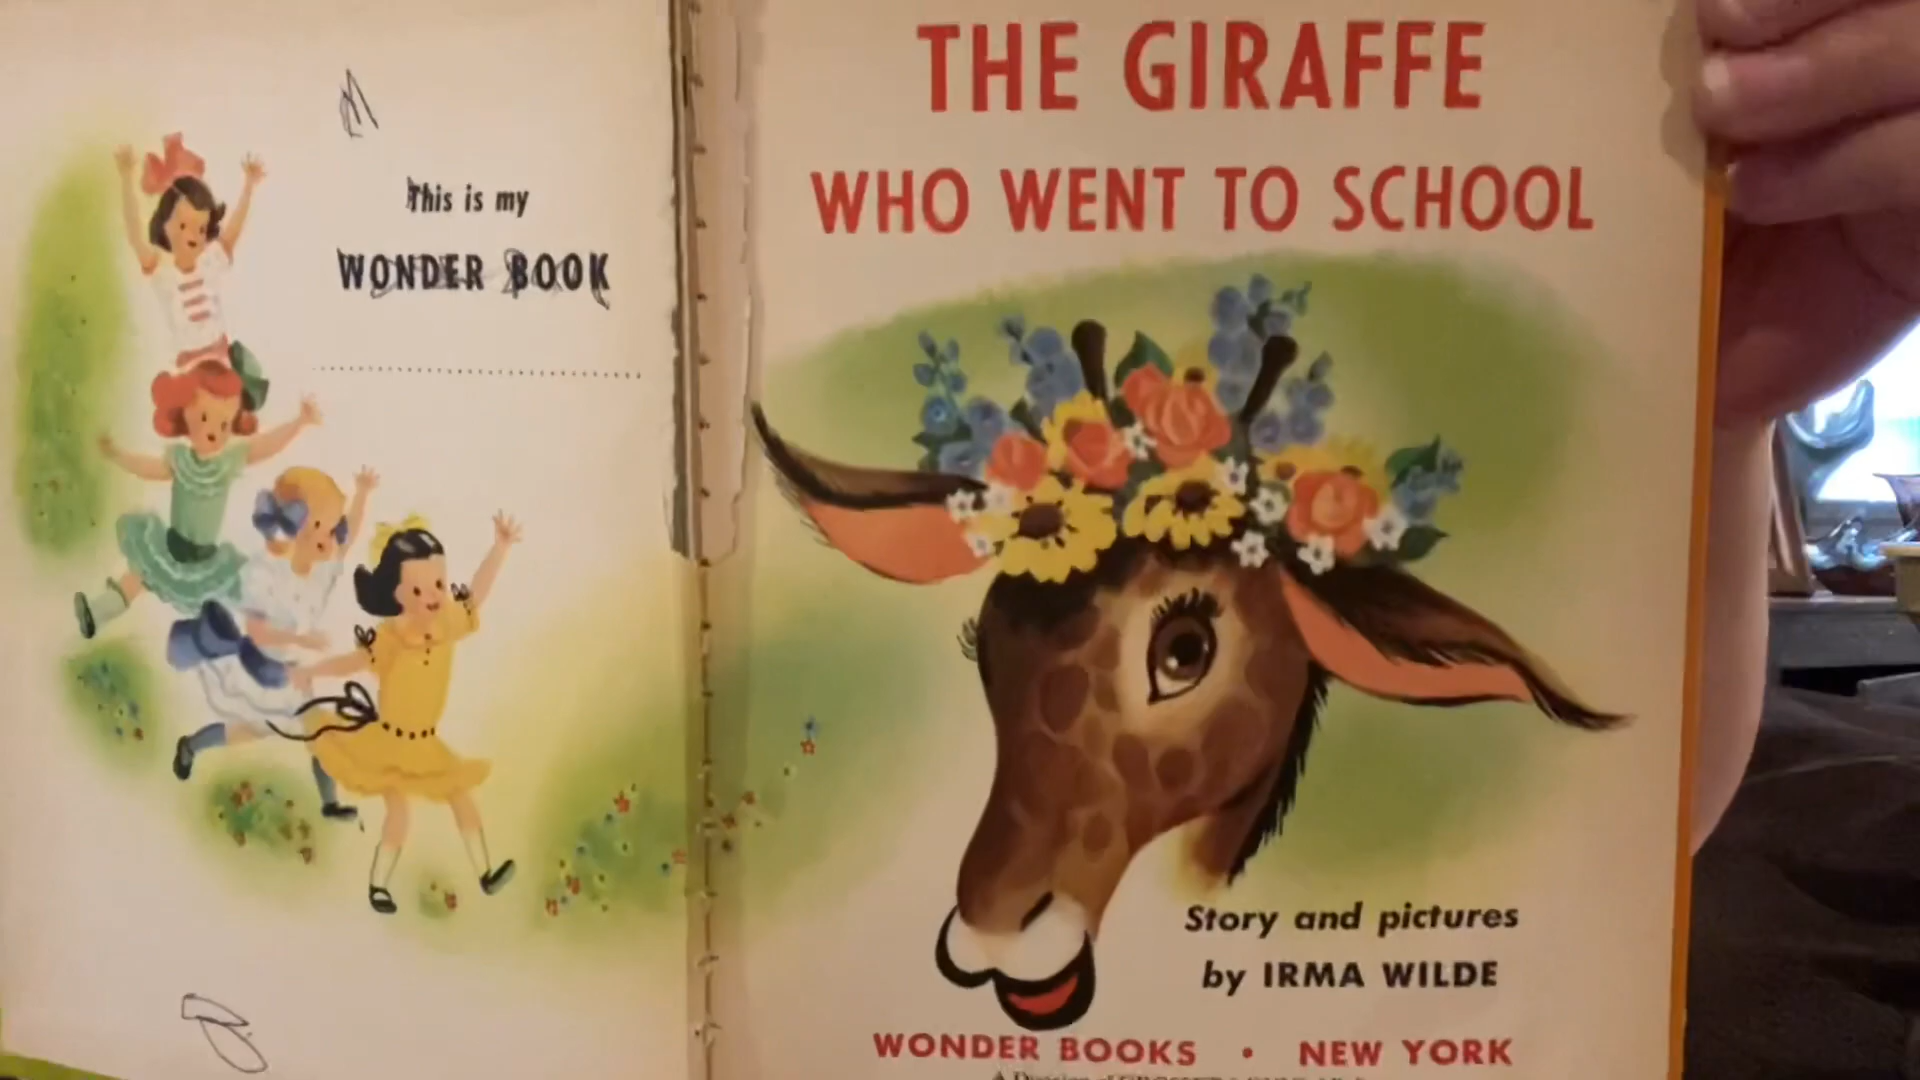 This is my
WONDER BOOK
THE GIRAFFE
WHO WENT TO SCHOOL
Story and pictures
by IRMA WILDE
WONDER BOOKS • NEW YORK